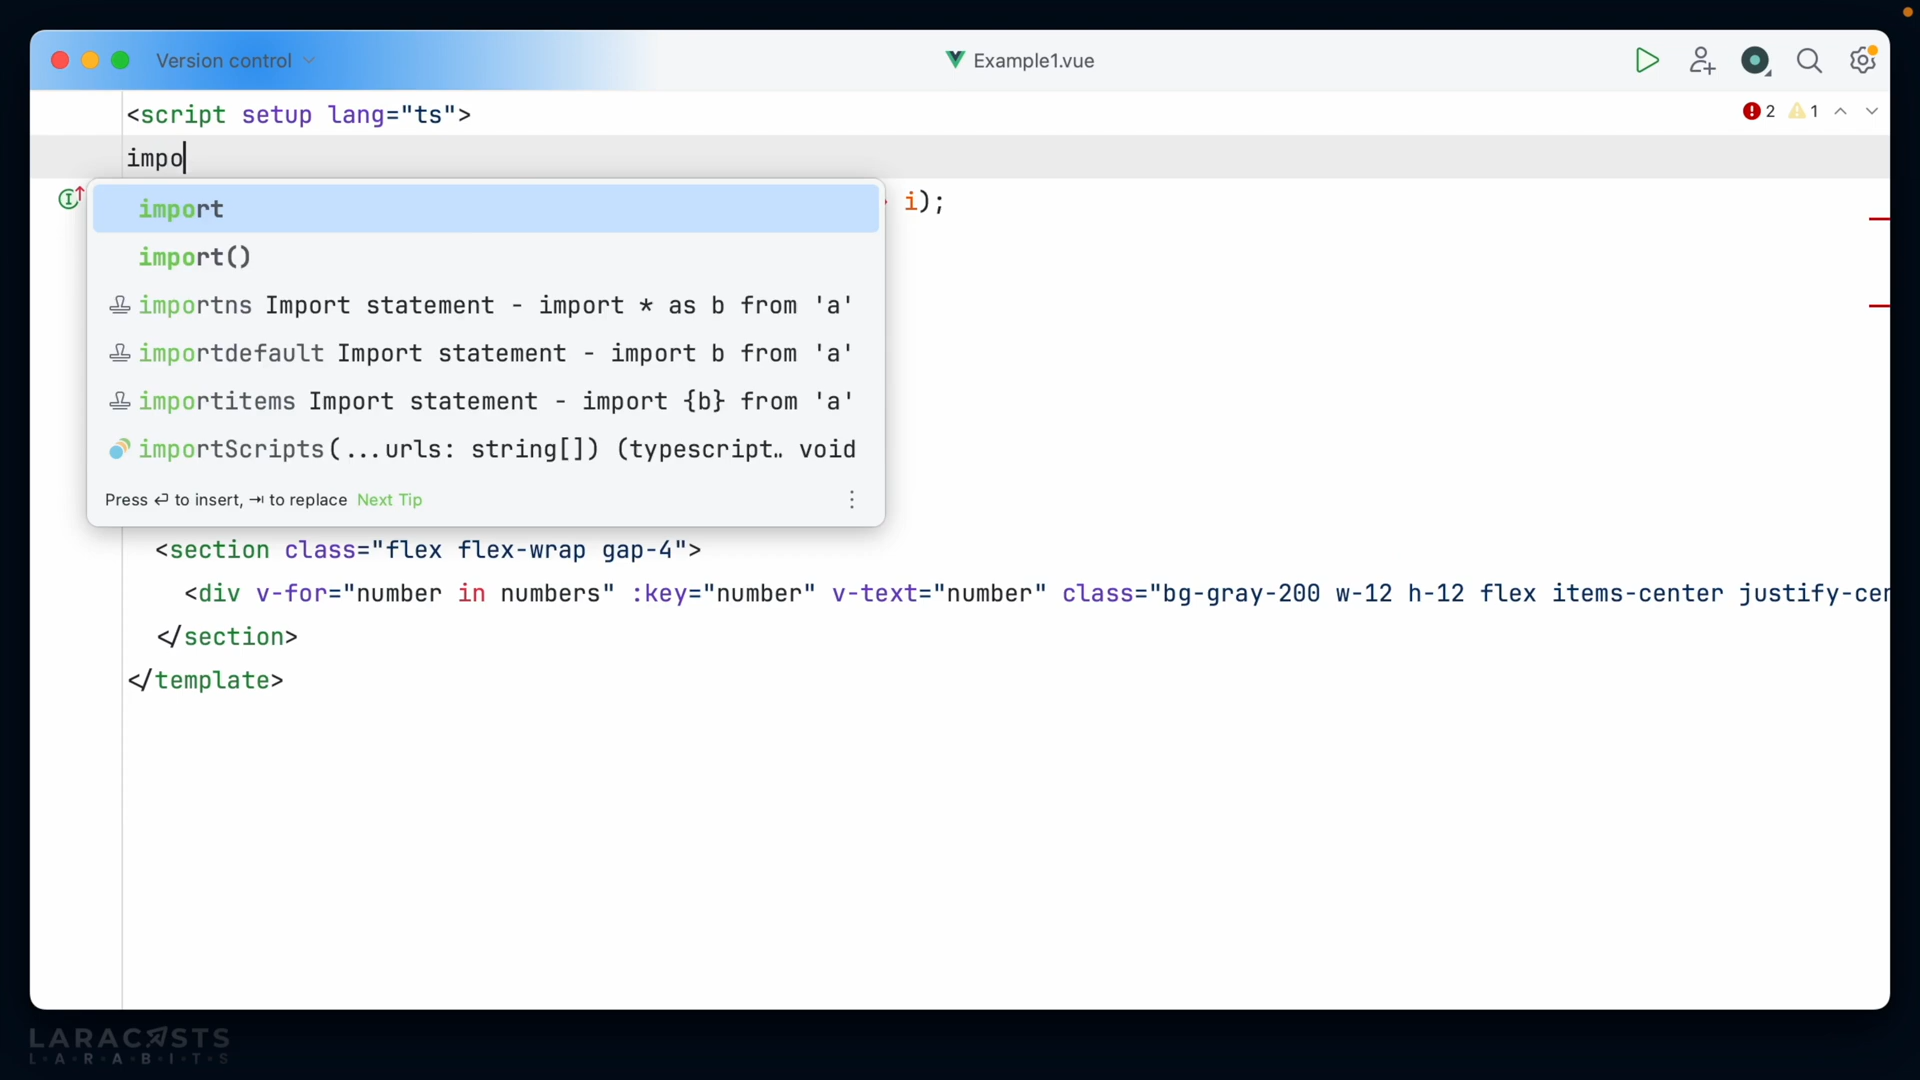 Version control
Example1.vue
<script setup lang="ts">
2 1
impo
i);
import
import()
importns Import statement - import * as b from 'a'
importdefault Import statement - import b from 'a'
importitems Import statement - import {b} from 'a'
importScripts(...urls: string[]) (typescript… void
Press ↩ to insert, ⇥ to replace Next Tip
<section class="flex flex-wrap gap-4">
<div v-for="number in numbers" :key="number" v-text="number" class="bg-gray-200 w-12 h-12 flex items-center justify-cer
</section>
</template>
LARACASTS
L·A·R·A·B·I·T·S